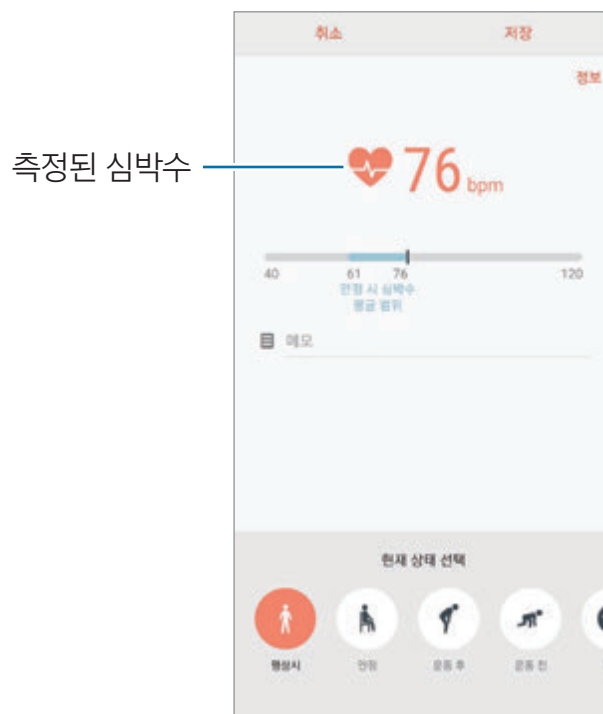 취소
저장
정보
측정된 심박수
76 bpm
40
61
76
120
안정 시 심박수
평균 범위
메모
현재 상태 선택
평상시
안정
운동 후
운동 전